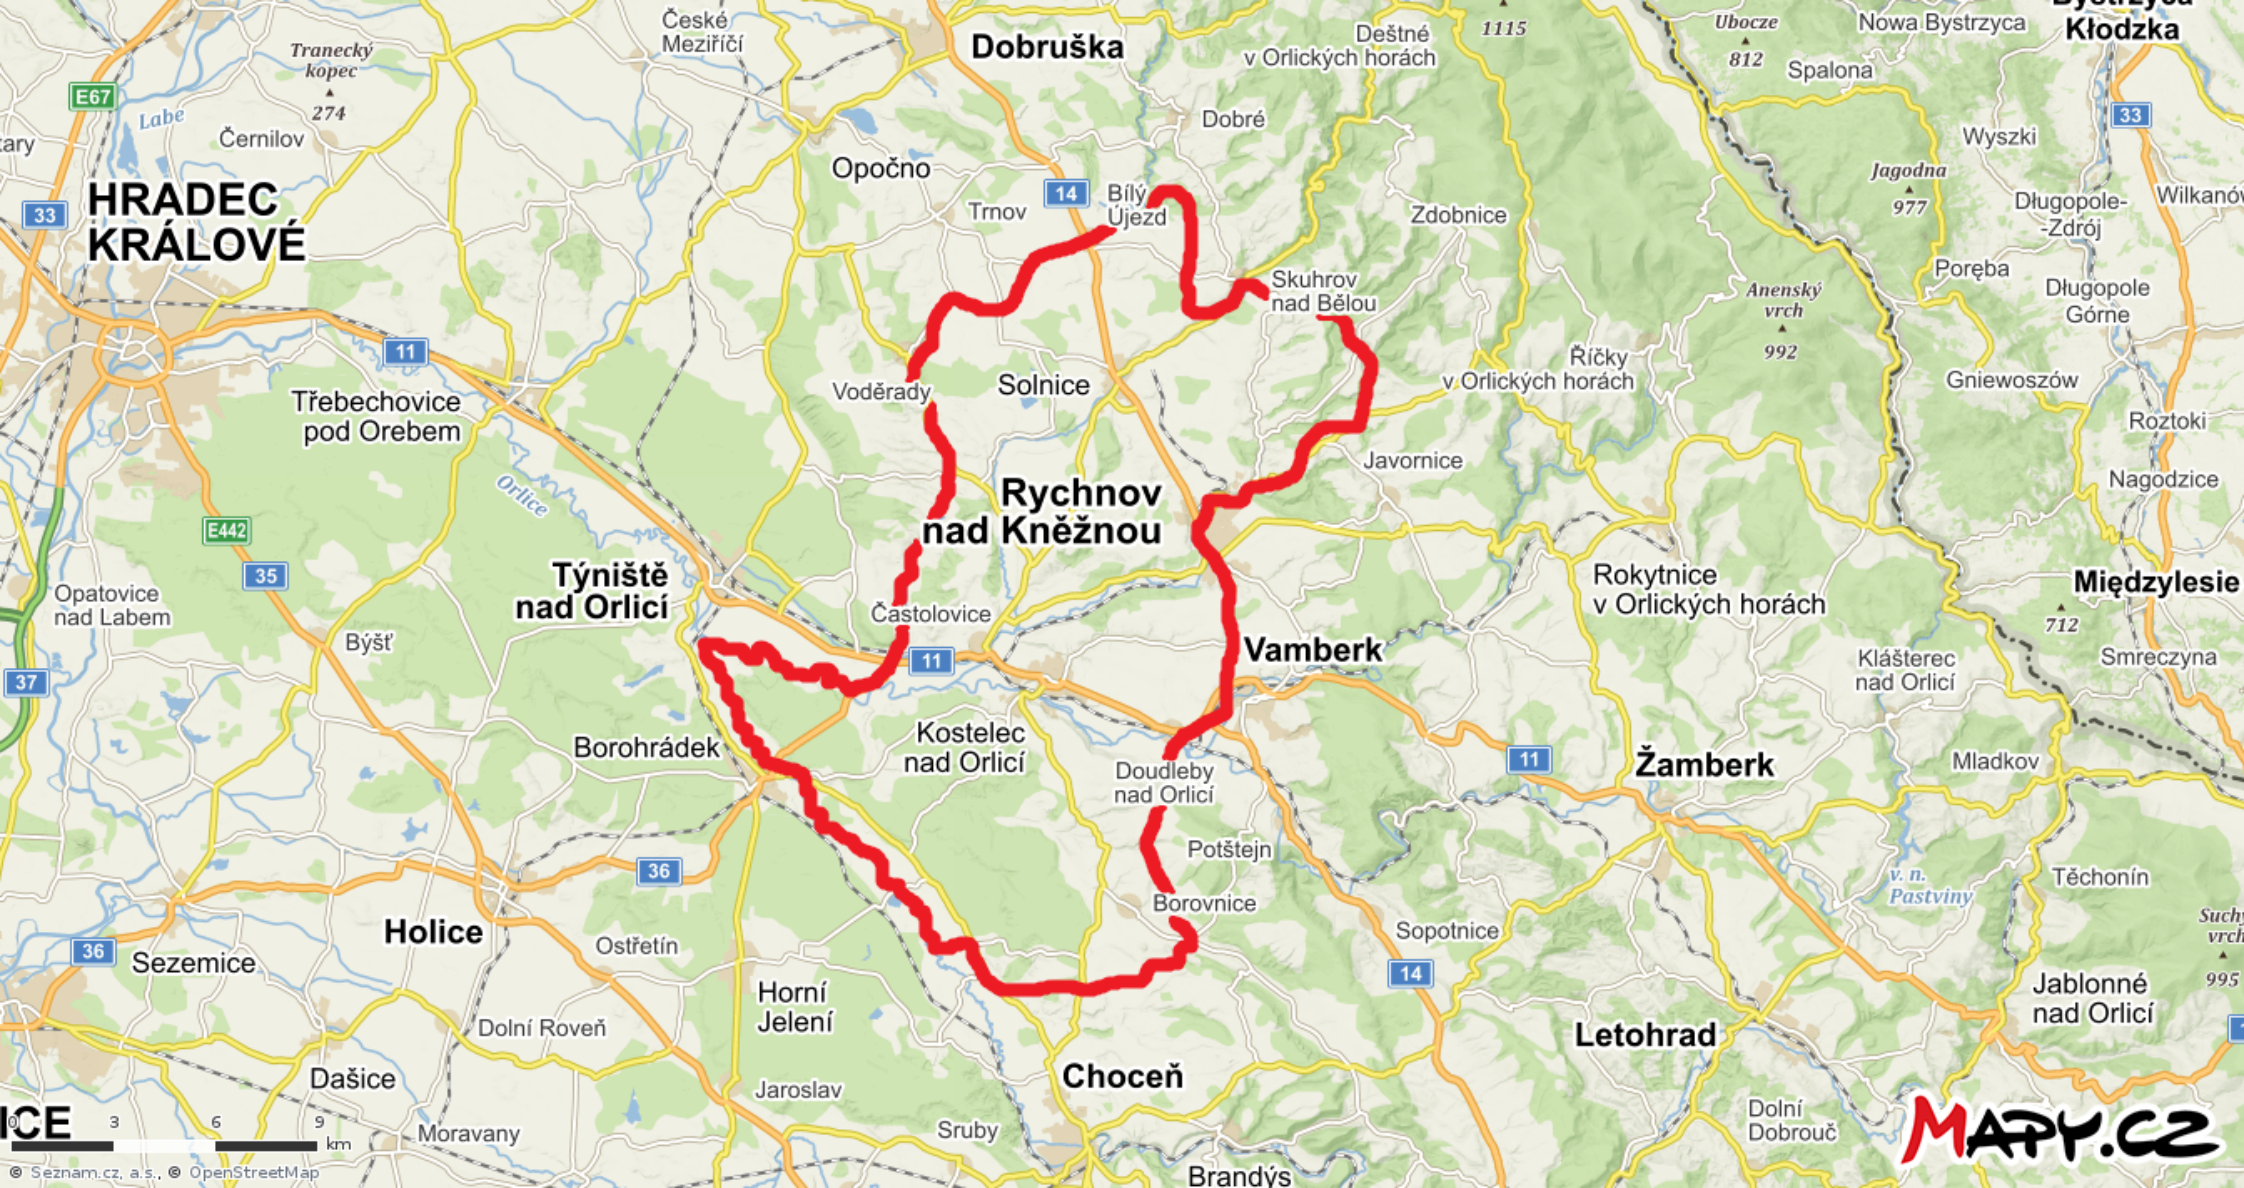 České
Meziříčí
Dobruška
Deštné
v Orlických horách
1115
Ubocze
812
Nowa Bystrzyca
Kłodzka
Spalona
33
Tranecký
kopec
274
E67
Labe
Černilov
Dobré
Wyszki
Opočno
14
Bílý
Újezd
Trnov
Zdobnice
Jagodna
977
Długopole-
-Zdrój
33
HRADEC
KRÁLOVÉ
Skuhrov
nad Bělou
Anenský
vrch
992
Poręba
Długopole
Górne
11
Říčky
v Orlických horách
Gniewoszów
Voděrady
Solnice
Třebechovice
pod Orebem
Roztoki
Javornice
Nagodzice
Orlice
Rychnov
nad Kněžnou
E442
35
Týniště
nad Orlicí
Rokytnice
v Orlických horách
Międzylesie
Opatovice
nad Labem
Častolovice
712
Býšť
Vamberk
11
Klášterec
nad Orlicí
Smreczyna
37
Kostelec
nad Orlicí
Borohrádek
Doudleby
nad Orlicí
11
Žamberk
Mladkov
Potštejn
36
v. n.
Pastviny
Těchonín
Borovnice
Holice
Ostřetín
Sopotnice
vrch
995
36
Sezemice
14
Horní
Jelení
Jablonné
nad Orlicí
Dolní Roveň
Letohrad
Dašice
Choceň
Jaroslav
Dolní
Dobrouč
ICE
0 3 6 9
km
Moravany
Sruby
MAPY.CZ
© Seznam.cz, a.s., © OpenStreetMap
Brandýs